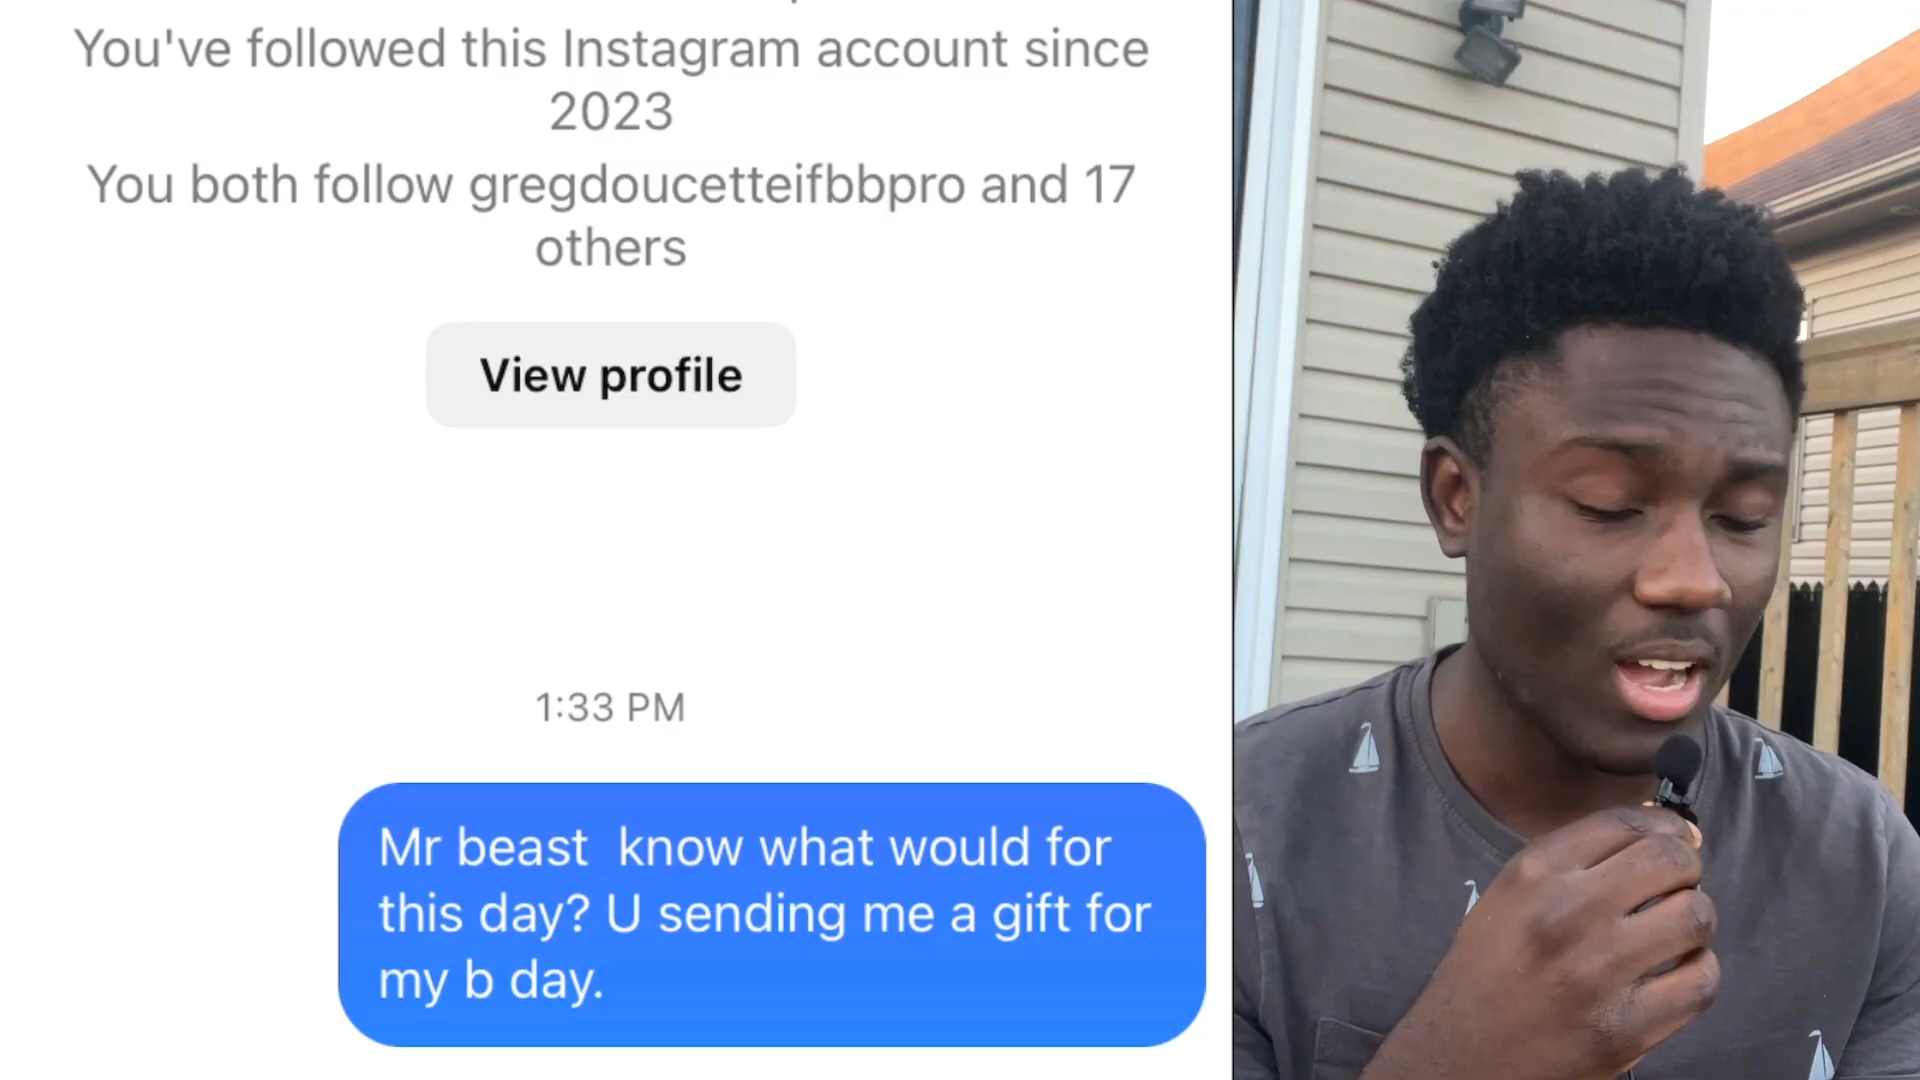 You've followed this Instagram account since
2023
You both follow gregdoucetteifbbpro and 17
others
View profile
1:33 PM
Mr beast  know what would for
this day? U sending me a gift for
my b day.